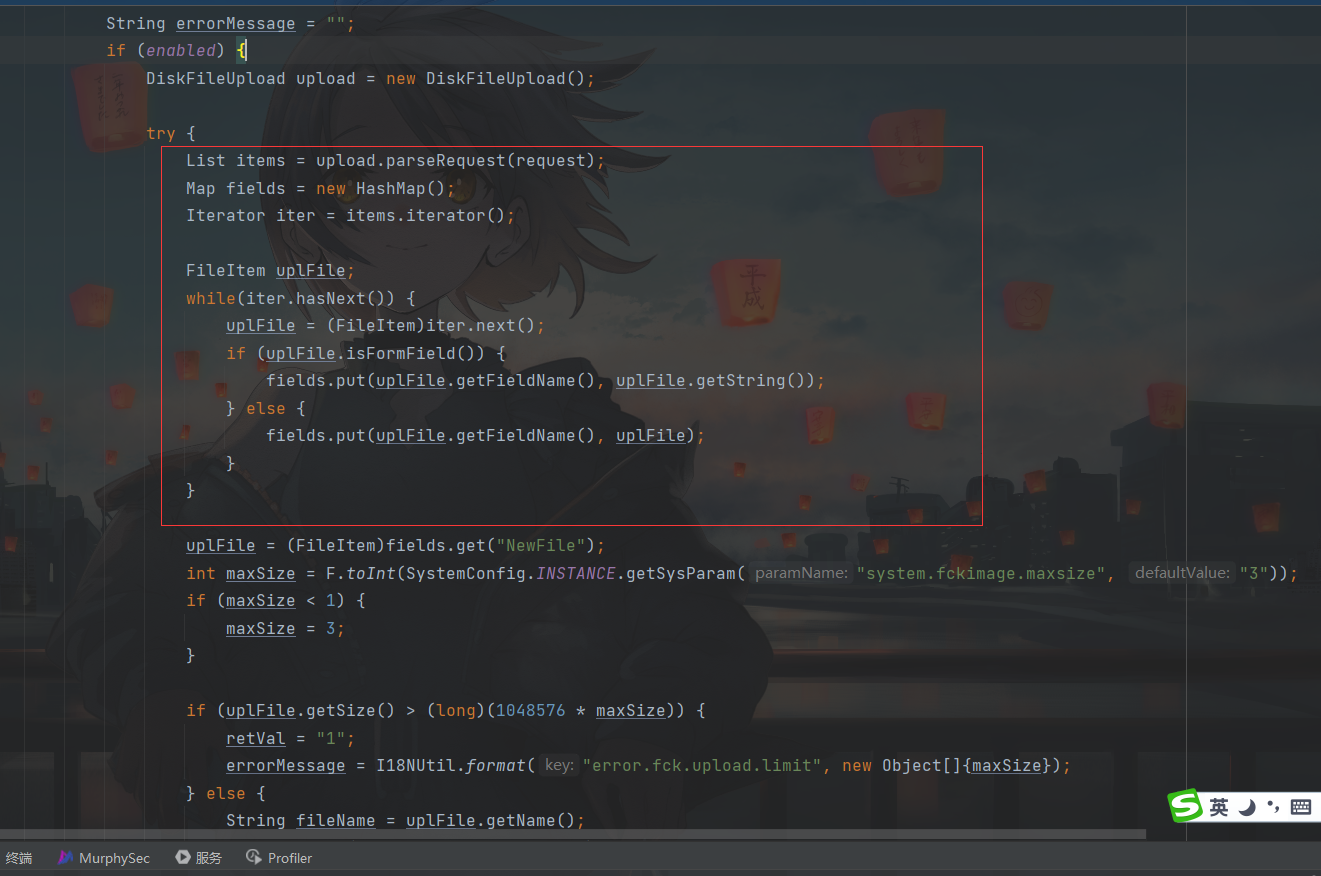 String errorMessage = "";
if (enabled) {
DiskFileUpload upload = new DiskFileUpload();
try {
List items = upload.parseRequest(request);
Map fields = new HashMap();
Iterator iter = items.iterator();
FileItem uplFile;
while(iter.hasNext()) {
uplFile = (FileItem)iter.next();
if (uplFile.isFormField()) {
fields.put(uplFile.getFieldName(), uplFile.getString());
} else {
fields.put(uplFile.getFieldName(), uplFile);
}
}
平成
uplFile = (FileItem)fields.get("NewFile");
int maxSize = F.toInt(SystemConfig.INSTANCE.getSysParam( paramName: "system.fckimage.maxsize", defaultValue: "3"));
if (maxSize < 1) {
maxSize = 3;
}
if (uplFile.getSize() > (long)(1048576 * maxSize)) {
retVal = "1";
errorMessage = I18NUtil.format( key: "error.fck.upload.limit", new Object[]{maxSize});
} else {
String fileName = uplFile.getName();
S 英
终端 MurphySec 服务 Profiler